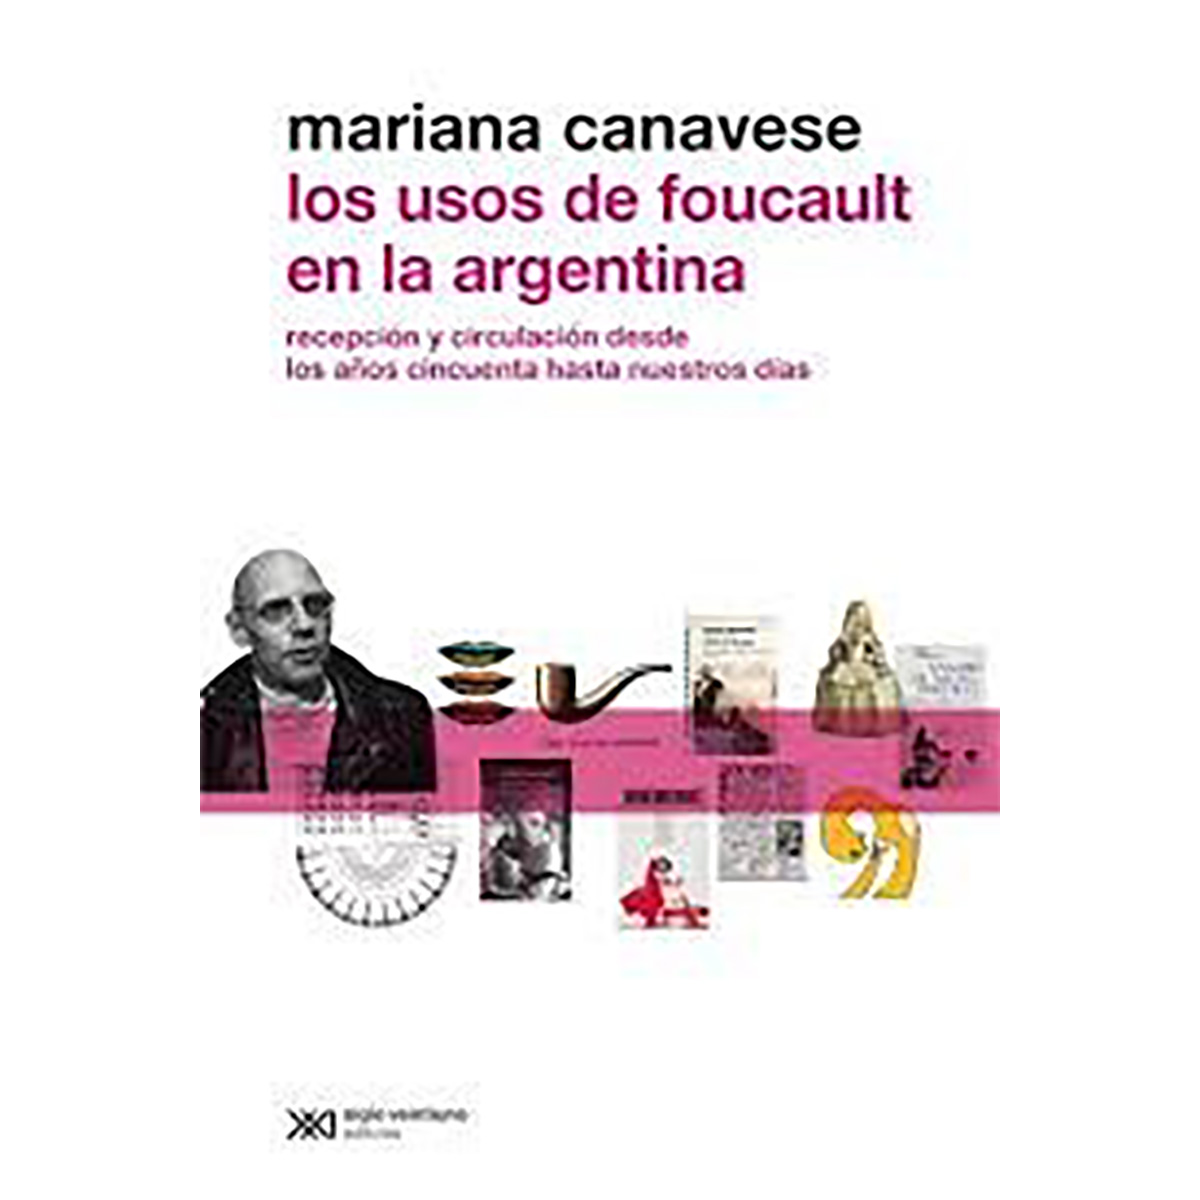 mariana canavese
los usos de foucault
en la argentina
recepción y circulación desde
los años cincuenta hasta nuestros días
siglo veintiuno
editores